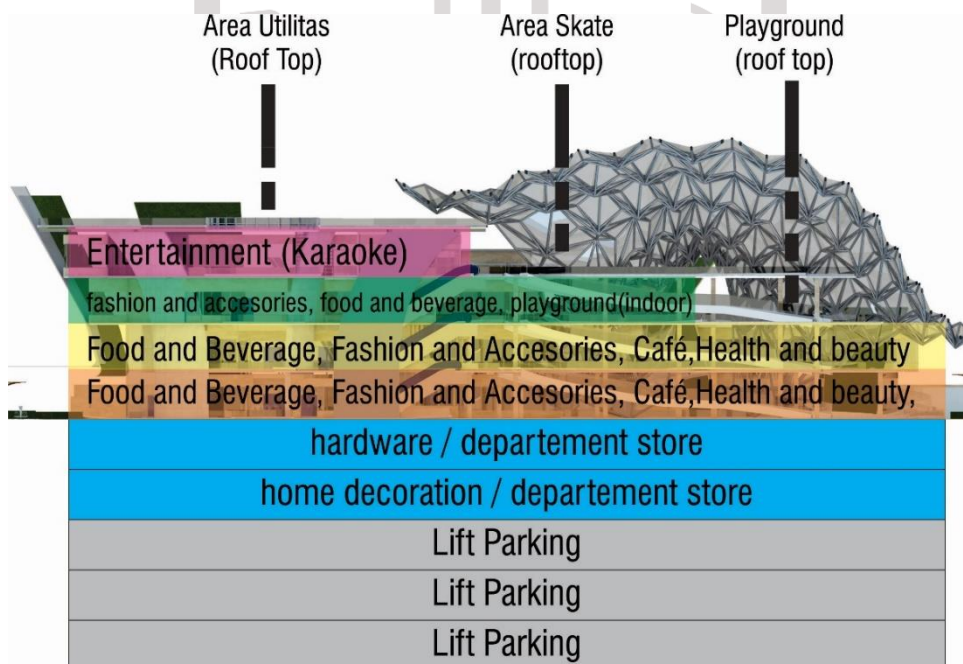 Area Utilitas
(Roof Top)
Area Skate
(rooftop)
Playground
(roof top)
Entertainment (Karaoke)
fashion and accesories, food and beverage, playground(indoor)
Food and Beverage, Fashion and Accesories, Café,Health and beauty
Food and Beverage, Fashion and Accesories, Café,Health and beauty,
hardware / departement store
home decoration / departement store
Lift Parking
Lift Parking
Lift Parking